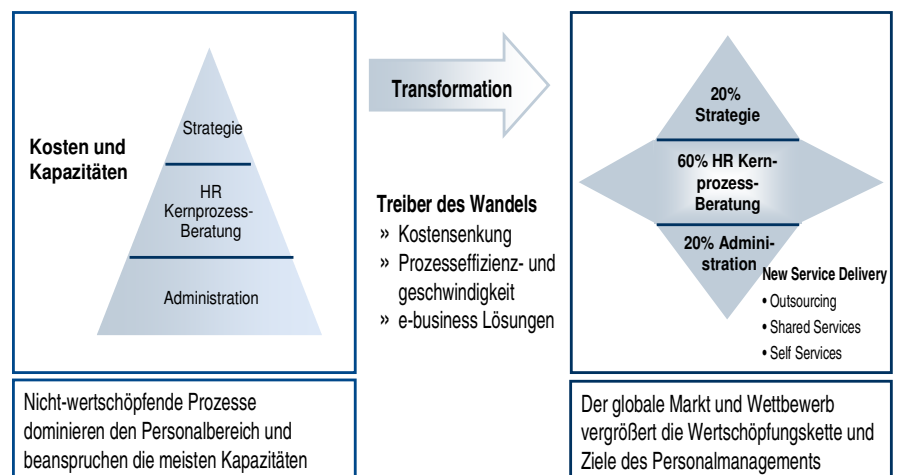 Kosten und
Kapazitäten
Strategie
HR
Kernprozess-
Beratung
Administration
Nicht-wertschöpfende Prozesse
dominieren den Personalbereich und
beanspruchen die meisten Kapazitäten
Transformation
Treiber des Wandels
» Kostensenkung
» Prozesseffizienz- und
geschwindigkeit
» e-business Lösungen
20%
Strategie
60% HR Kern-
prozess-
Beratung
20% Admini-
stration
New Service Delivery
• Outsourcing
• Shared Services
• Self Services
Der globale Markt und Wettbewerb
vergrößert die Wertschöpfungskette und
Ziele des Personalmanagements